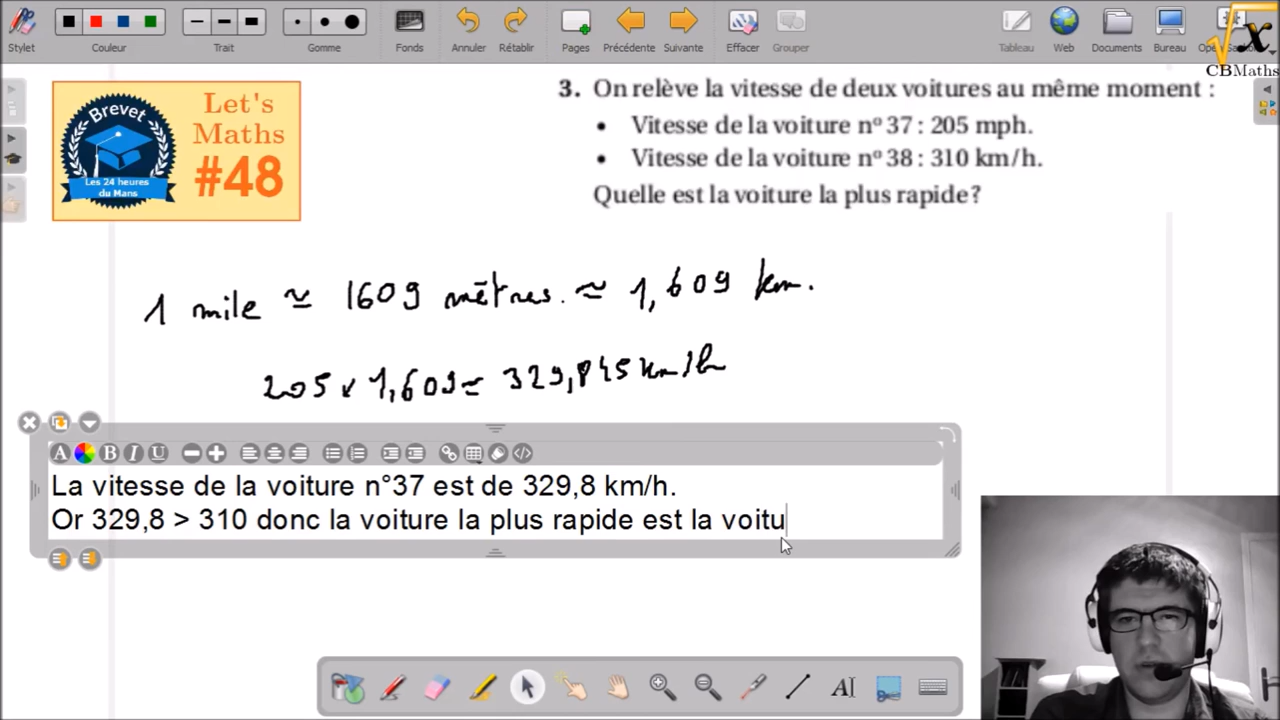 Stylet
Couleur
Trait
Gomme
Fonds
Annuler
Rétablir
Pages
Précédente
Suivante
Effacer
Grouper
Tableau
Web
Documents
Bureau
CBMaths
Brevet
Les 24 heures
du Mans
Let's
Maths
#48
3. On relève la vitesse de deux voitures au même moment :
• Vitesse de la voiture nº 37 : 205 mph.
• Vitesse de la voiture nº 38 : 310 km/h.
Quelle est la voiture la plus rapide ?
1 mile ≃ 1609 mètres. ≈ 1,609 km.
205 × 1,609 ≃ 329,845 km/h
La vitesse de la voiture n°37 est de 329,8 km/h.
Or 329,8 > 310 donc la voiture la plus rapide est la voitu